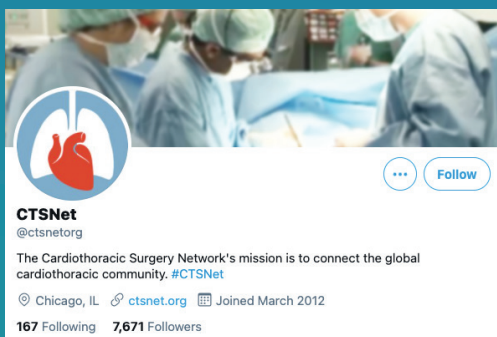 Follow
CTSNet
@ctsnetorg
The Cardiothoracic Surgery Network's mission is to connect the global
cardiothoracic community. #CTSNet
Chicago, IL ctsnet.org Joined March 2012
167 Following 7,671 Followers